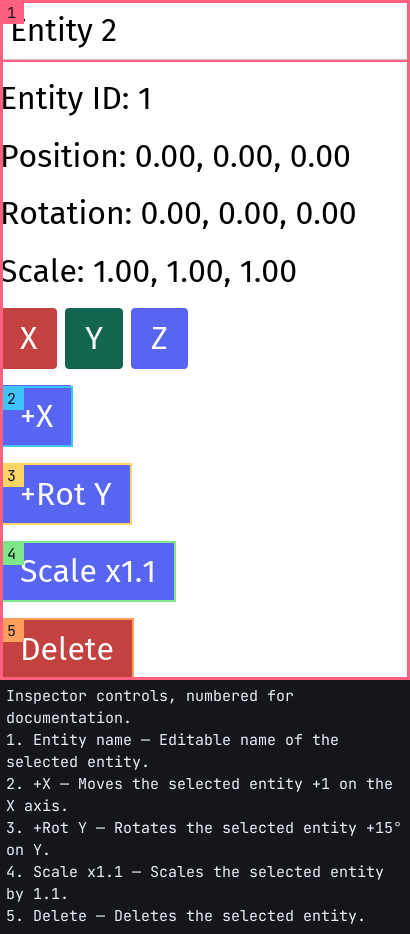 1
Entity 2
Entity ID: 1
Position: 0.00, 0.00, 0.00
Rotation: 0.00, 0.00, 0.00
Scale: 1.00, 1.00, 1.00
X Y Z
2
+X
3
+Rot Y
4
Scale x1.1
5
Delete
Inspector controls, numbered for
documentation.
1. Entity name — Editable name of the
selected entity.
2. +X — Moves the selected entity +1 on the
X axis.
3. +Rot Y — Rotates the selected entity +15°
on Y.
4. Scale x1.1 — Scales the selected entity
by 1.1.
5. Delete — Deletes the selected entity.